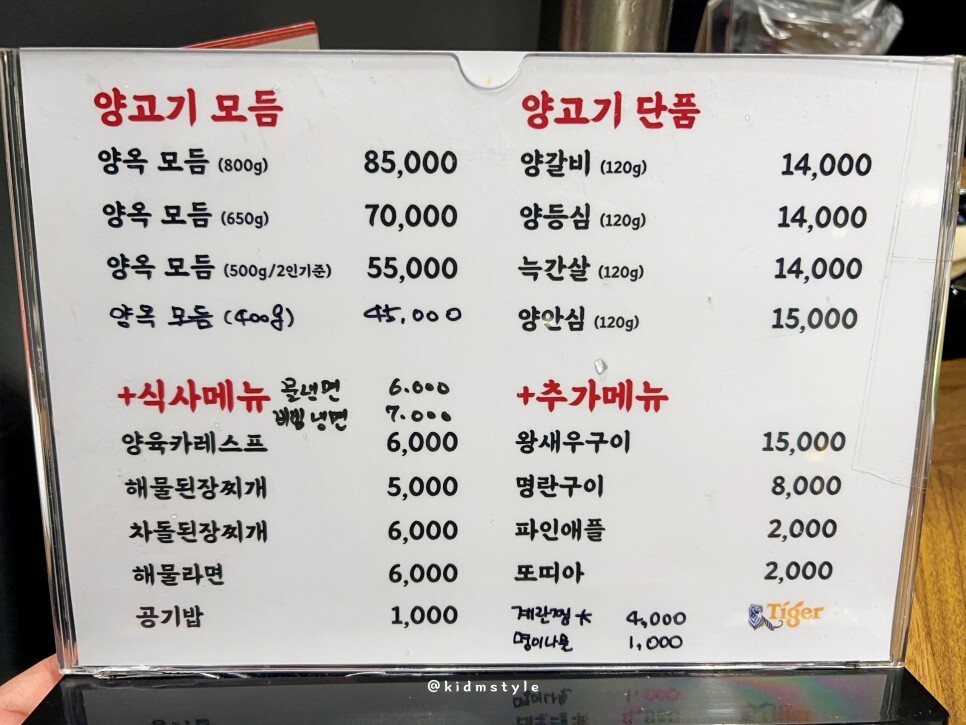 양고기 모듬
양옥 모듬 (800g) 85,000
양옥 모듬 (650g) 70,000
양옥 모듬 (500g/2인기준) 55,000
양옥 모듬 (400g) 45,000
양고기 단품
양갈비 (120g) 14,000
양등심 (120g) 14,000
늑간살 (120g) 14,000
양안심 (120g) 15,000
+식사메뉴
물냉면 6.000
비빔냉면 7.000
양육카레스프 6,000
해물된장찌개 5,000
차돌된장찌개 6,000
해물라면 6,000
공기밥 1,000
+추가메뉴
왕새우구이 15,000
명란구이 8,000
파인애플 2,000
또띠아 2,000
계란찜 大 4,000
명이나물 1,000
Tiger
@kidmstyle